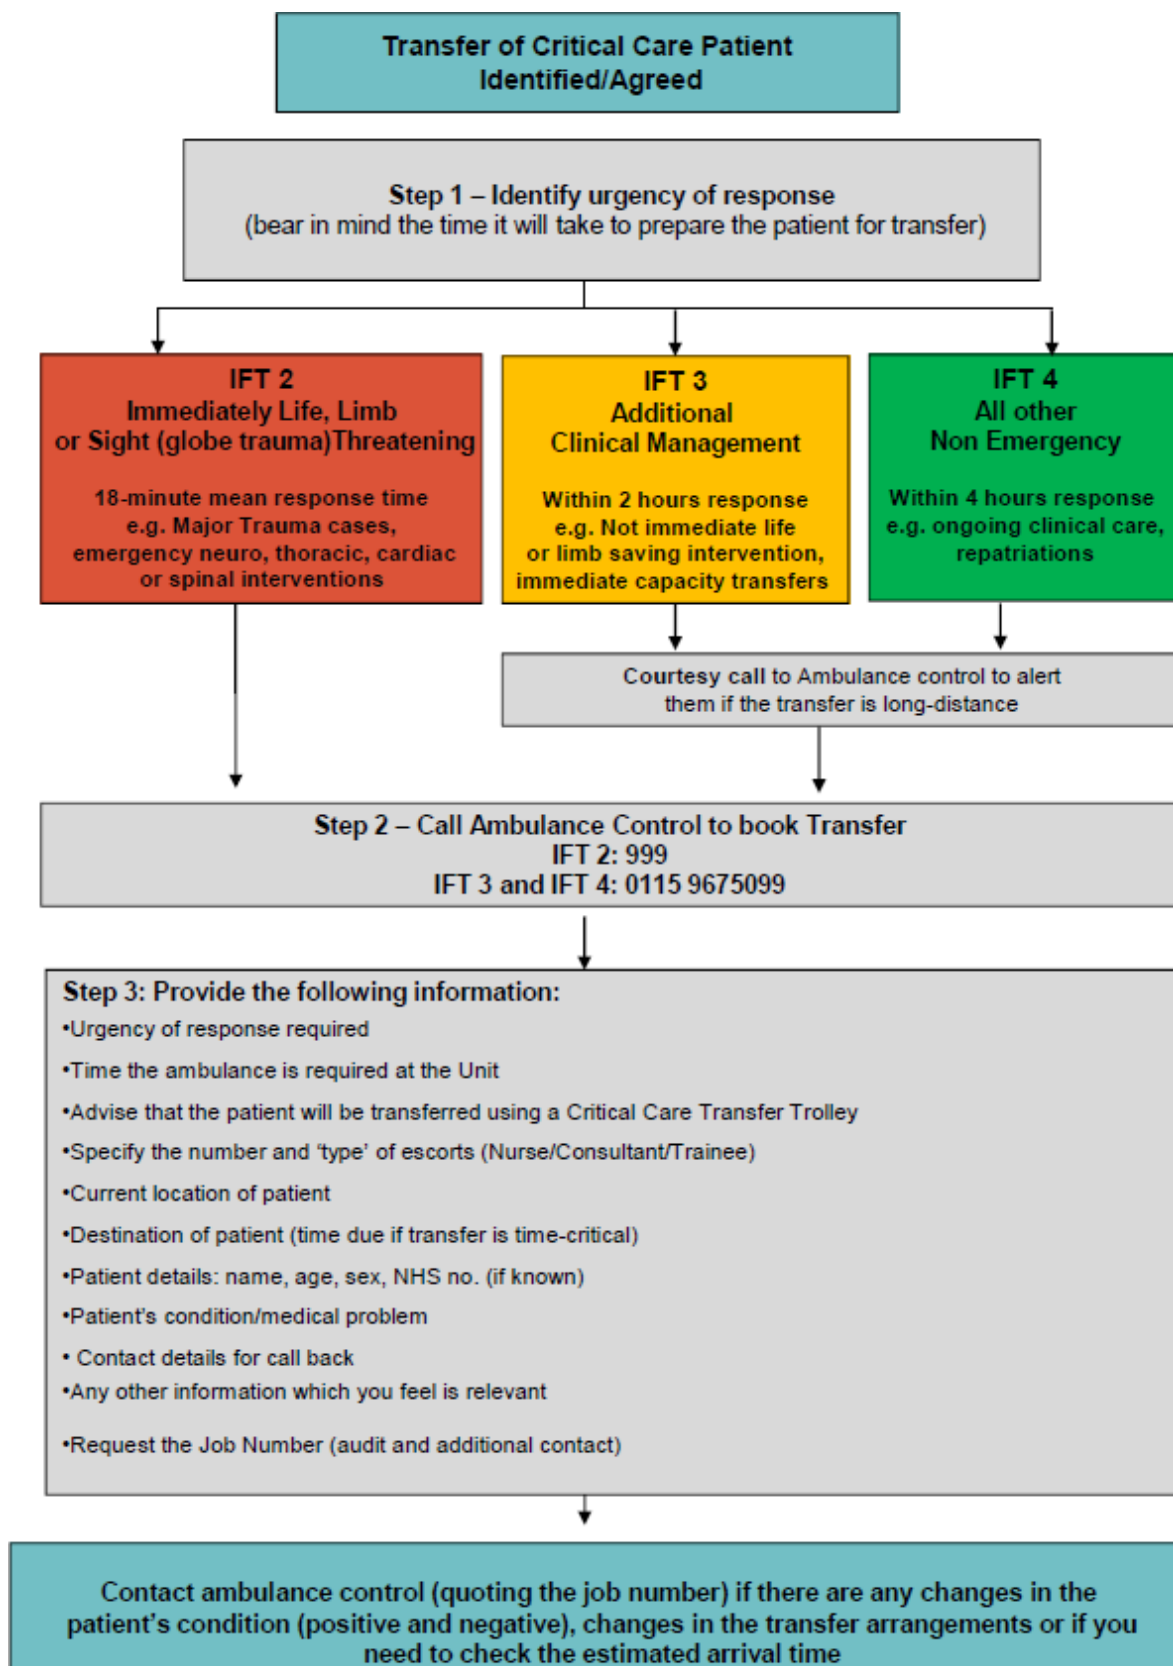 Transfer of Critical Care Patient
Identified/Agreed
Step 1 – Identify urgency of response
(bear in mind the time it will take to prepare the patient for transfer)
IFT 2
Immediately Life, Limb
or Sight (globe trauma)Threatening
18-minute mean response time
e.g. Major Trauma cases,
emergency neuro, thoracic, cardiac
or spinal interventions
IFT 3
Additional
Clinical Management
Within 2 hours response
e.g. Not immediate life
or limb saving intervention,
immediate capacity transfers
IFT 4
All other
Non Emergency
Within 4 hours response
e.g. ongoing clinical care,
repatriations
Courtesy call to Ambulance control to alert
them if the transfer is long-distance
Step 2 – Call Ambulance Control to book Transfer
IFT 2: 999
IFT 3 and IFT 4: 0115 9675099
Step 3: Provide the following information:
•Urgency of response required
•Time the ambulance is required at the Unit
•Advise that the patient will be transferred using a Critical Care Transfer Trolley
•Specify the number and ‘type’ of escorts (Nurse/Consultant/Trainee)
•Current location of patient
•Destination of patient (time due if transfer is time-critical)
•Patient details: name, age, sex, NHS no. (if known)
•Patient's condition/medical problem
• Contact details for call back
•Any other information which you feel is relevant
•Request the Job Number (audit and additional contact)
Contact ambulance control (quoting the job number) if there are any changes in the
patient’s condition (positive and negative), changes in the transfer arrangements or if you
need to check the estimated arrival time